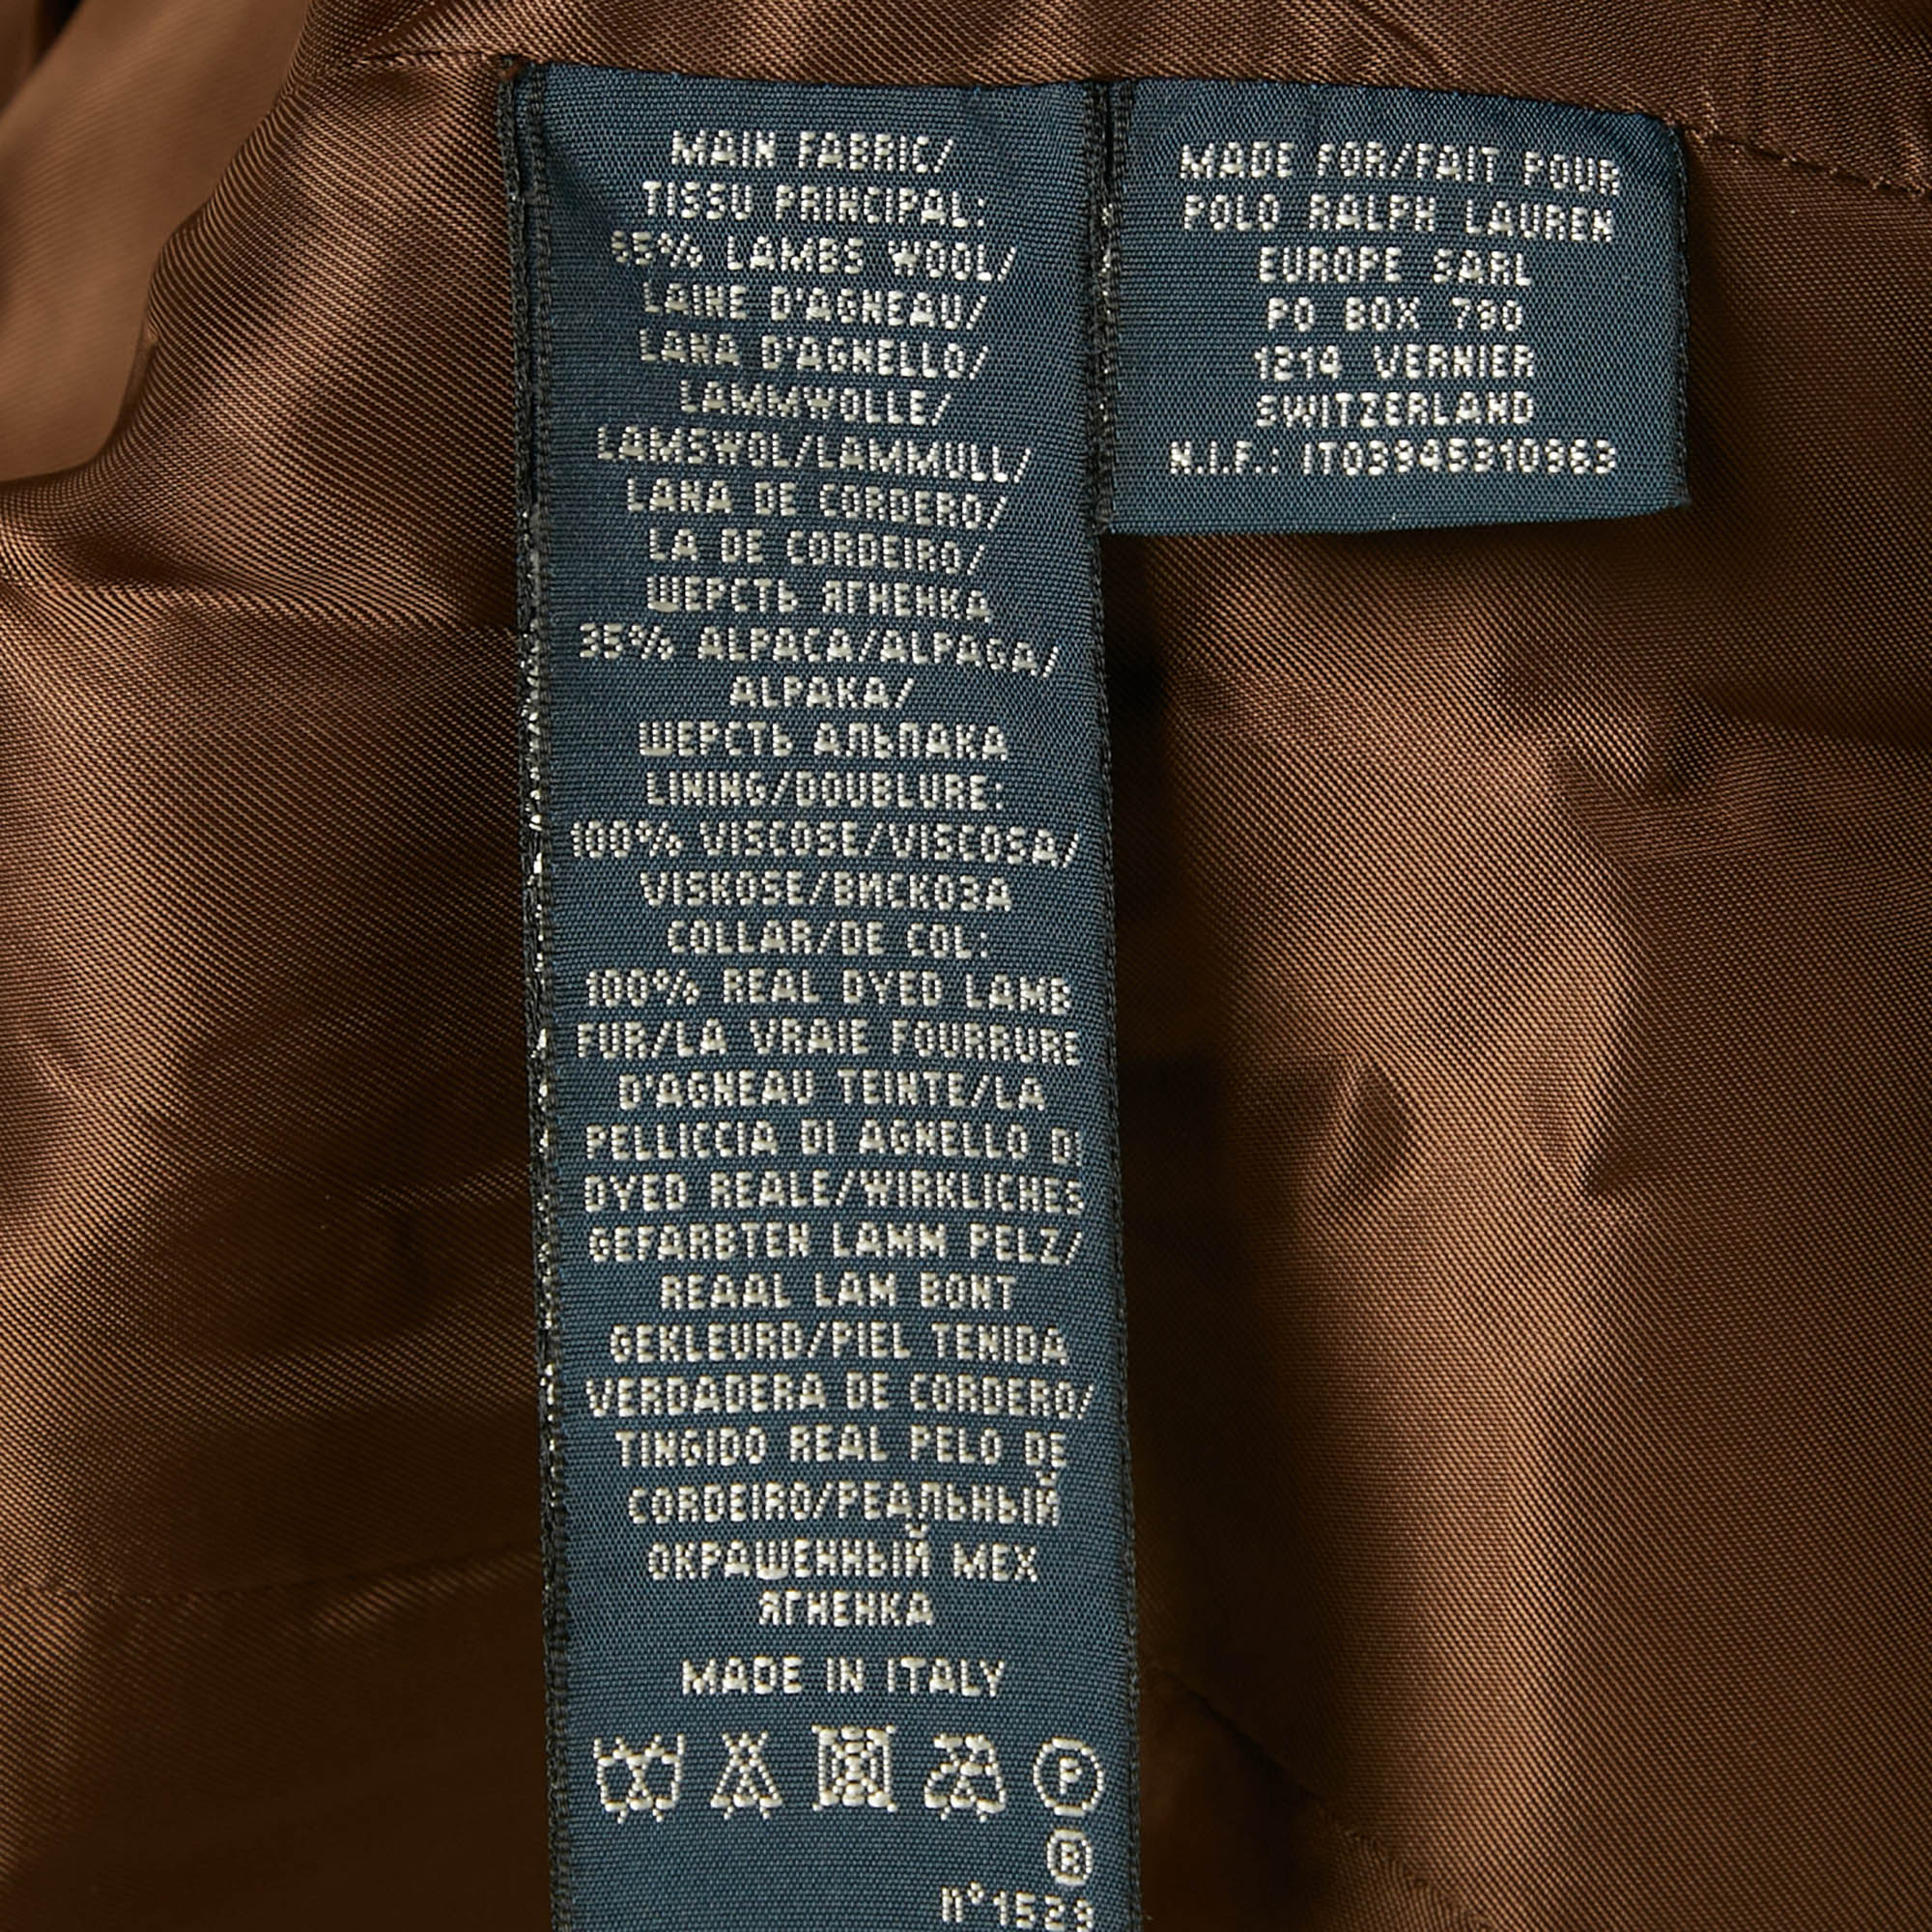 MAIN FABRIC/
TISSU PRINCIPAL:
65% LAMBS WOOL/
LAINE D'AGNEAU/
LANA D'AGNELLO/
LAMMWOLLE/
LAMSWOL/LAMMULL/
LANA DE CORDERO/
LA DE CORDEIRO/
ШЕРСТЬ ЯГНЕНКА
35% ALPACA/ALPAGA/
ALPAKA/
ШЕРСТЬ АЛЬПАКА
LINING/DOUBLURE:
100% VISCOSE/VISCOSA/
VISKOSE/ВИСКОЗА
COLLAR/DE COL:
100% REAL DYED LAMB
FUR/LA VRAIE FOURRURE
D'AGNEAU TEINTE/LA
PELLICCIA DI AGNELLO DI
DYED REALE/WIRKLICHES
GEFARBTEN LAMM PELZ/
REAAL LAM BONT
GEKLEURD/PIEL TENIDA
VERDADERA DE CORDERO/
TINGIDO REAL PELO DE
CORDEIRO/РЕАЛЬНЫЙ
ОКРАШЕННЫЙ МЕХ
ЯГНЕНКА
MADE IN ITALY
P
B
n°1523
MADE FOR/FAIT POUR
POLO RALPH LAUREN
EUROPE SARL
PO BOX 790
1214 VERNIER
SWITZERLAND
N.I.F.: IT03945310963